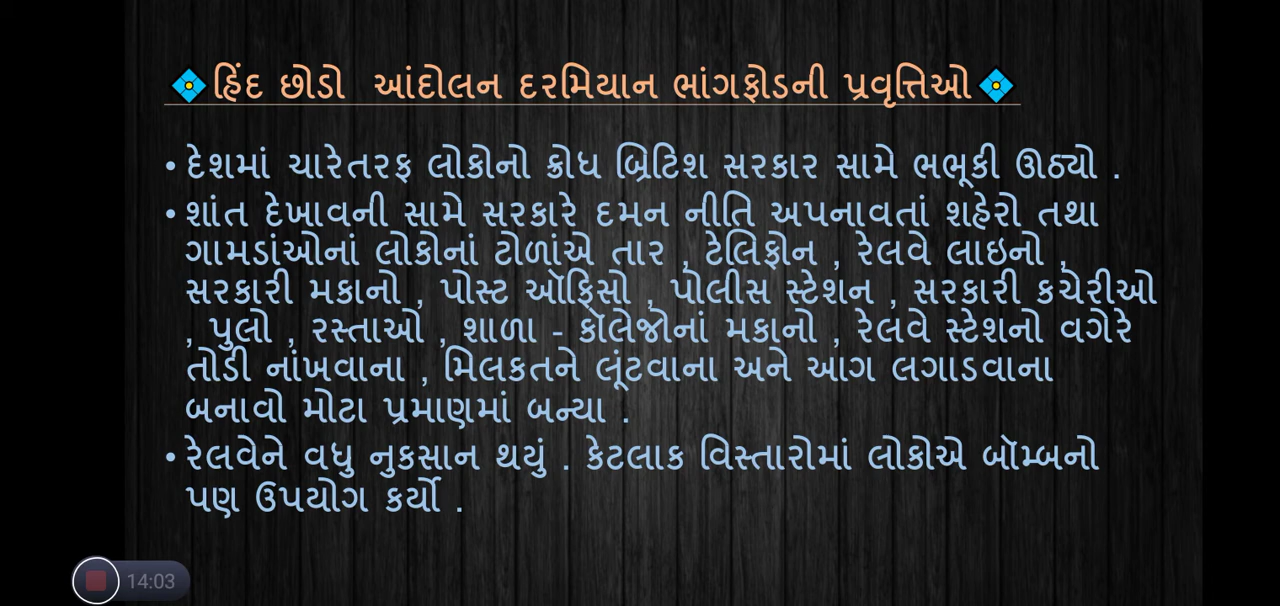 💠હિંદ છોડો આંદોલન દરમિયાન ભાંગફોડની પ્રવૃત્તિઓ💠
• દેશમાં ચારેતરફ લોકોનો ક્રોધ બ્રિટિશ સરકાર સામે ભભૂકી ઊઠ્યો .
• શાંત દેખાવની સામે સરકારે દમન નીતિ અપનાવતાં શહેરો તથા
ગામડાંઓનાં લોકોનાં ટોળાંએ તાર , ટેલિફોન , રેલવે લાઇનો ,
સરકારી મકાનો , પોસ્ટ ઑફિસો , પોલીસ સ્ટેશન , સરકારી કચેરીઓ
, પુલો , રસ્તાઓ , શાળા - કૉલેજોનાં મકાનો , રેલવે સ્ટેશનો વગેરે
તોડી નાંખવાના , મિલકતને લૂંટવાના અને આગ લગાડવાના
બનાવો મોટા પ્રમાણમાં બન્યા .
• રેલવેને વધુ નુકસાન થયું . કેટલાક વિસ્તારોમાં લોકોએ બૉમ્બનો
પણ ઉપયોગ કર્યો .
14:03